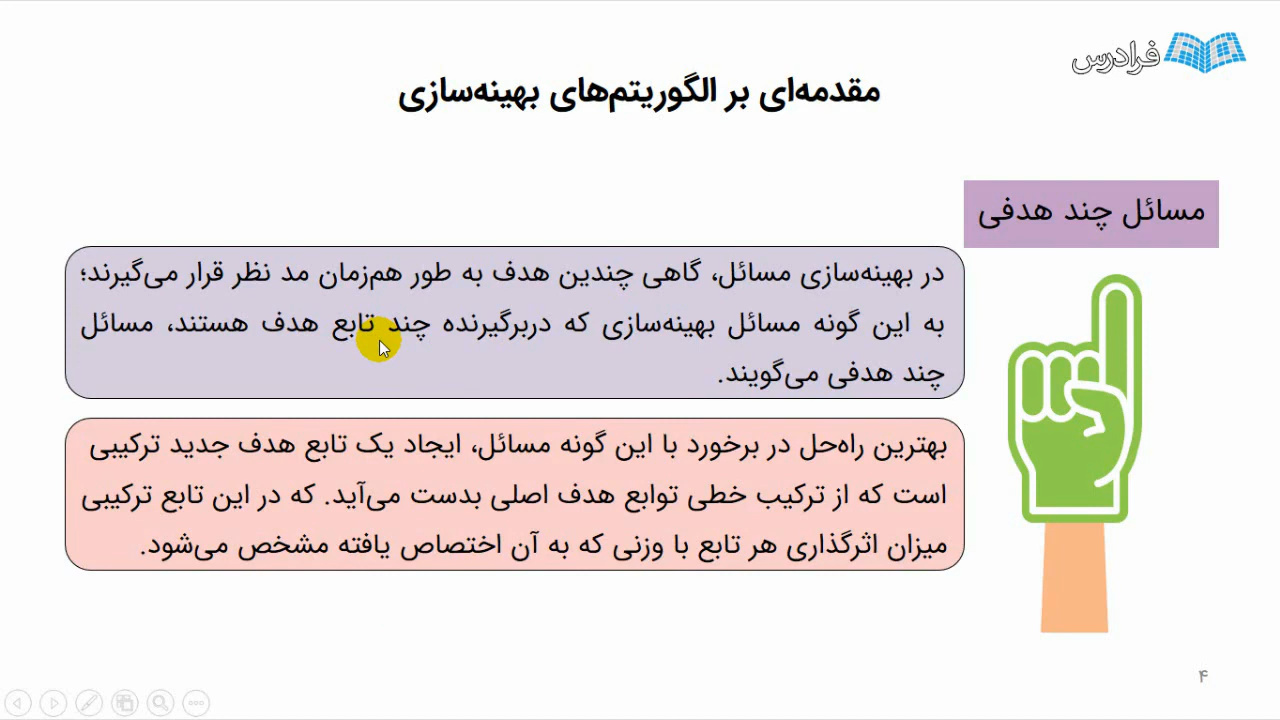 فرادرس
مقدمه‌ای بر الگوریتم‌های بهینه‌سازی
مسائل چند هدفی
در بهینه‌سازی مسائل، گاهی چندین هدف به طور هم‌زمان مد نظر قرار می‌گیرند؛
به این گونه مسائل بهینه‌سازی که دربرگیرنده چند تابع هدف هستند، مسائل
چند هدفی می‌گویند.
بهترین راه‌حل در برخورد با این گونه مسائل، ایجاد یک تابع هدف جدید ترکیبی
است که از ترکیب خطی توابع هدف اصلی بدست می‌آید. که در این تابع ترکیبی
میزان اثرگذاری هر تابع با وزنی که به آن اختصاص یافته مشخص می‌شود.
۴